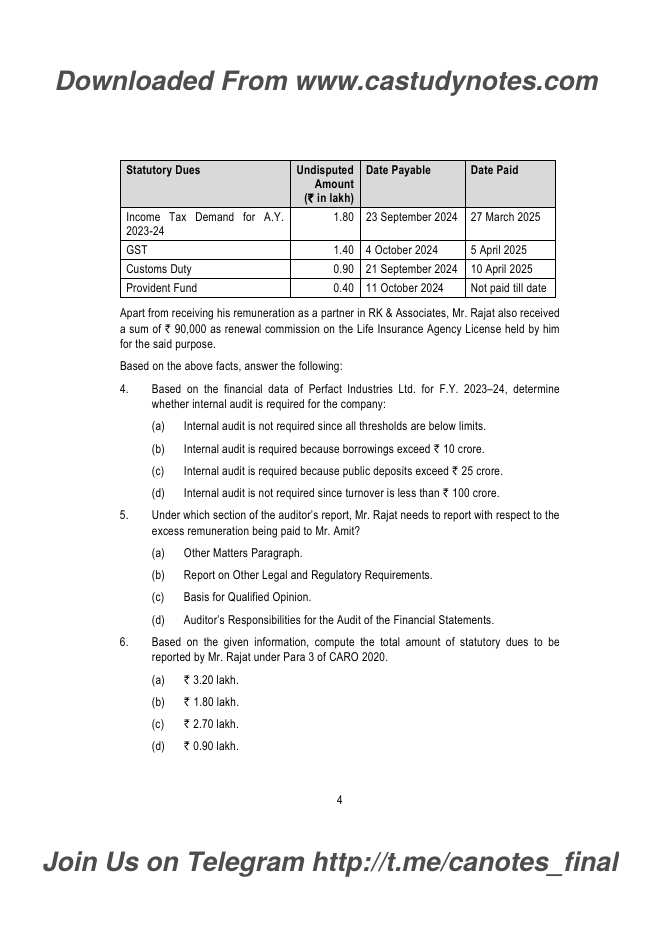 Downloaded From www.castudynotes.com
Statutory Dues Undisputed Amount (₹ in lakh) Date Payable Date Paid
Income Tax Demand for A.Y. 2023-24 1.80 23 September 2024 27 March 2025
GST 1.40 4 October 2024 5 April 2025
Customs Duty 0.90 21 September 2024 10 April 2025
Provident Fund 0.40 11 October 2024 Not paid till date
Apart from receiving his remuneration as a partner in RK & Associates, Mr. Rajat also received
a sum of ₹ 90,000 as renewal commission on the Life Insurance Agency License held by him
for the said purpose.
Based on the above facts, answer the following:
4. Based on the financial data of Perfact Industries Ltd. for F.Y. 2023–24, determine
whether internal audit is required for the company:
(a) Internal audit is not required since all thresholds are below limits.
(b) Internal audit is required because borrowings exceed ₹ 10 crore.
(c) Internal audit is required because public deposits exceed ₹ 25 crore.
(d) Internal audit is not required since turnover is less than ₹ 100 crore.
5. Under which section of the auditor's report, Mr. Rajat needs to report with respect to the
excess remuneration being paid to Mr. Amit?
(a) Other Matters Paragraph.
(b) Report on Other Legal and Regulatory Requirements.
(c) Basis for Qualified Opinion.
(d) Auditor's Responsibilities for the Audit of the Financial Statements.
6. Based on the given information, compute the total amount of statutory dues to be
reported by Mr. Rajat under Para 3 of CARO 2020.
(a) ₹ 3.20 lakh.
(b) ₹ 1.80 lakh.
(c) ₹ 2.70 lakh.
(d) ₹ 0.90 lakh.
4
Join Us on Telegram http://t.me/canotes_final